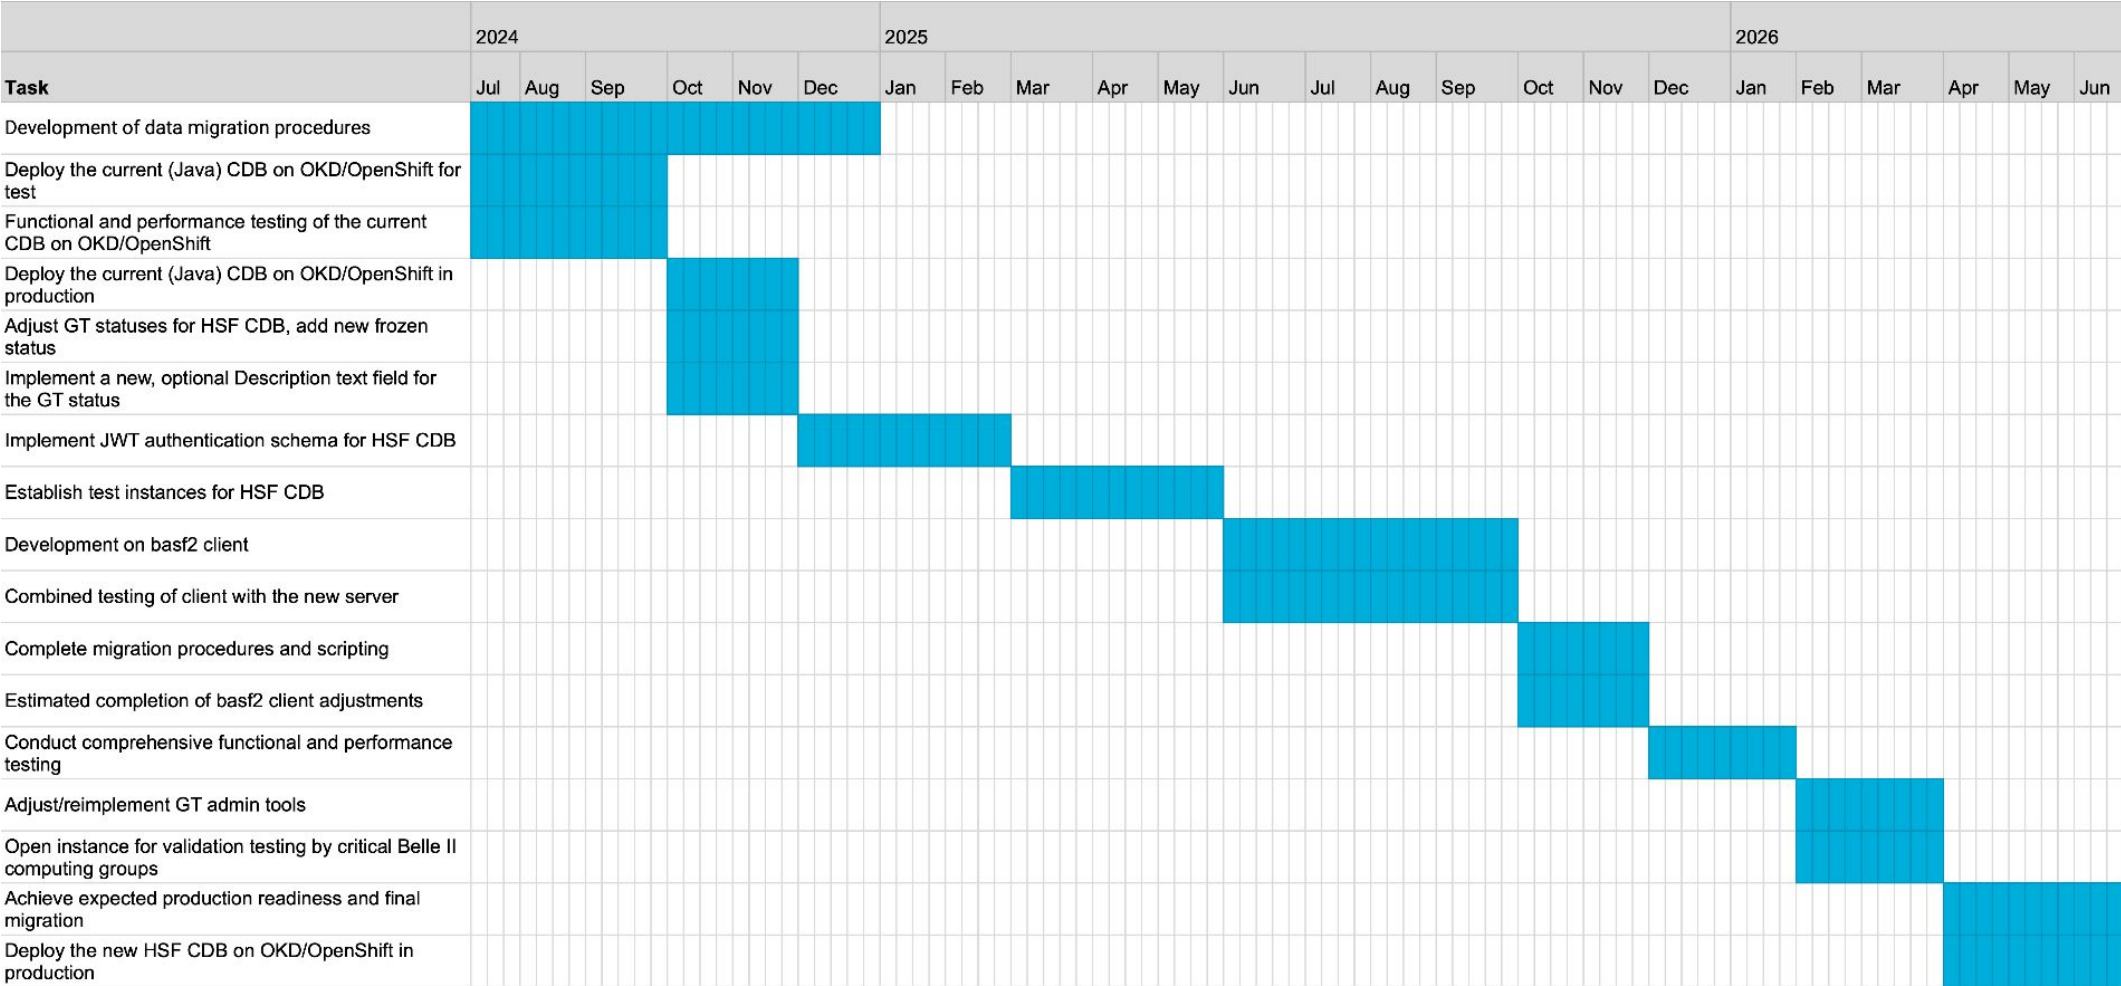 2024 2025 2026
Task Jul Aug Sep Oct Nov Dec Jan Feb Mar Apr May Jun Jul Aug Sep Oct Nov Dec Jan Feb Mar Apr May Jun
Development of data migration procedures
Deploy the current (Java) CDB on OKD/OpenShift for
test
Functional and performance testing of the current
CDB on OKD/OpenShift
Deploy the current (Java) CDB on OKD/OpenShift in
production
Adjust GT statuses for HSF CDB, add new frozen
status
Implement a new, optional Description text field for
the GT status
Implement JWT authentication schema for HSF CDB
Establish test instances for HSF CDB
Development on basf2 client
Combined testing of client with the new server
Complete migration procedures and scripting
Estimated completion of basf2 client adjustments
Conduct comprehensive functional and performance
testing
Adjust/reimplement GT admin tools
Open instance for validation testing by critical Belle II
computing groups
Achieve expected production readiness and final
migration
Deploy the new HSF CDB on OKD/OpenShift in
production